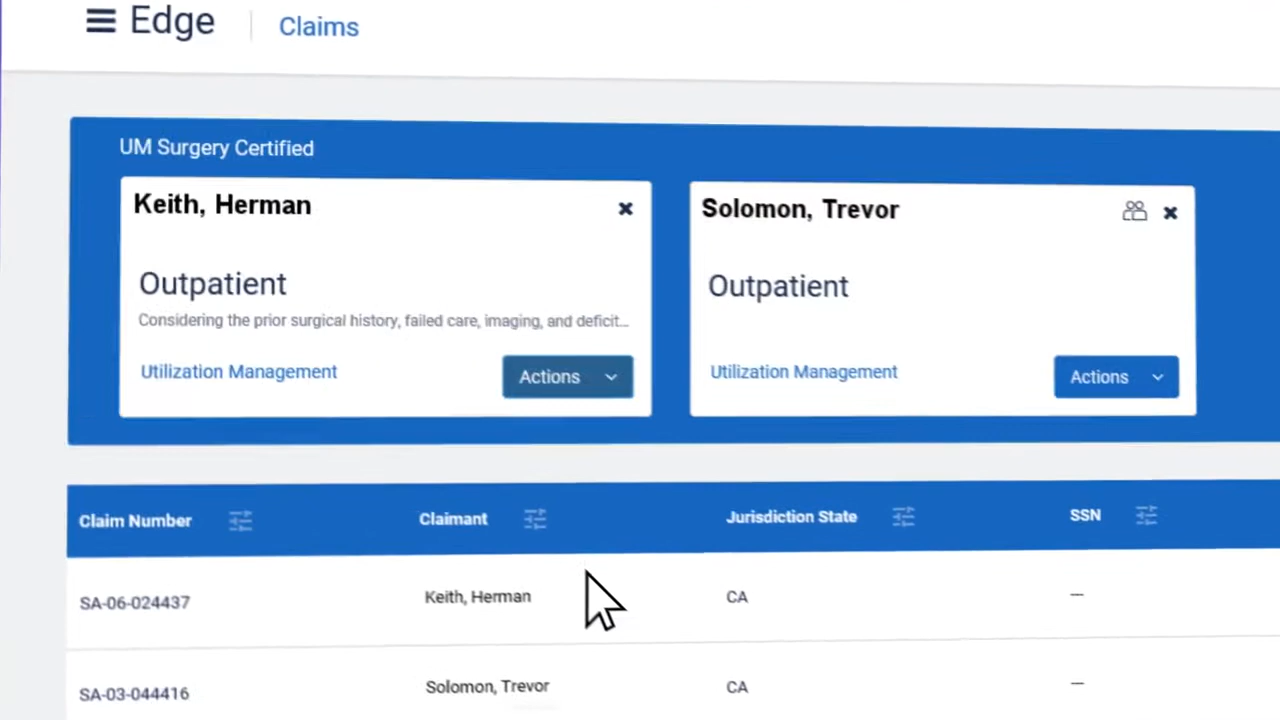 Edge
Claims
UM Surgery Certified
Keith, Herman
Outpatient
Considering the prior surgical history, failed care, imaging, and deficit...
Utilization Management
Actions
Solomon, Trevor
Outpatient
Utilization Management
Actions
Claim Number Claimant Jurisdiction State SSN
SA-06-024437 Keith, Herman CA —
SA-03-044416 Solomon, Trevor CA —